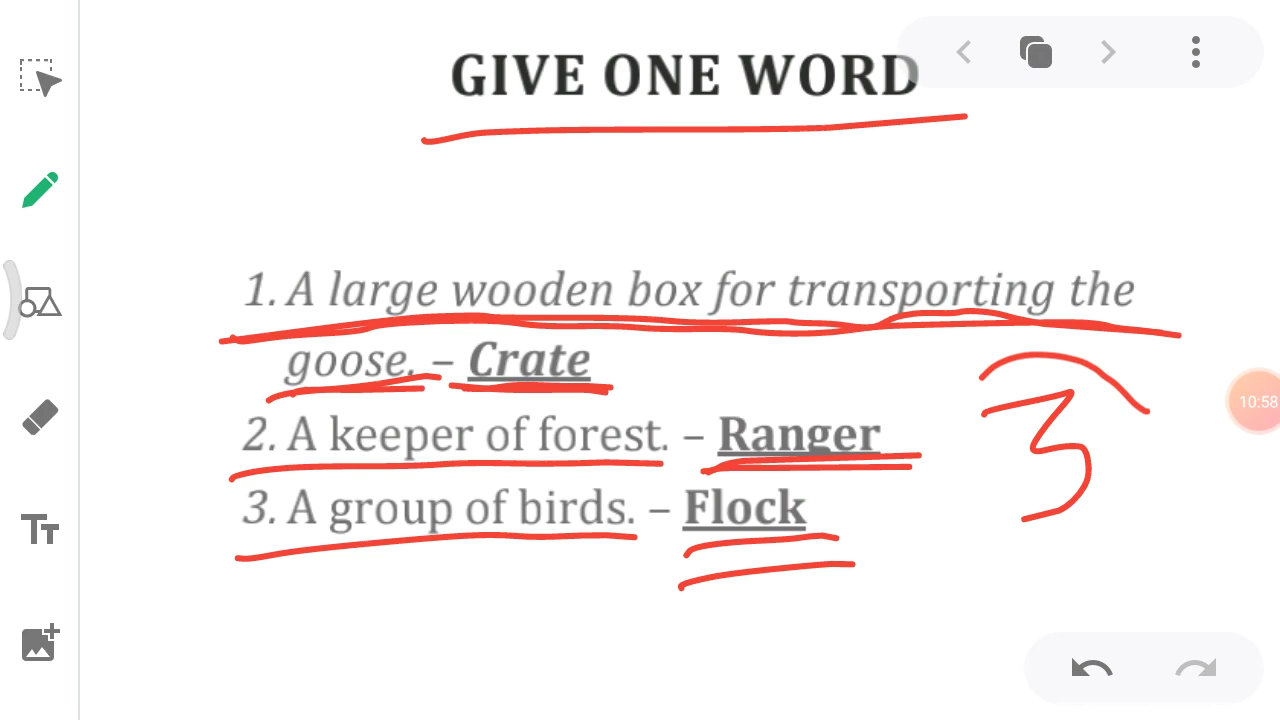 GIVE ONE WORD
1. A large wooden box for transporting the
goose. – Crate
2. A keeper of forest. – Ranger
3. A group of birds. – Flock
3
10:58